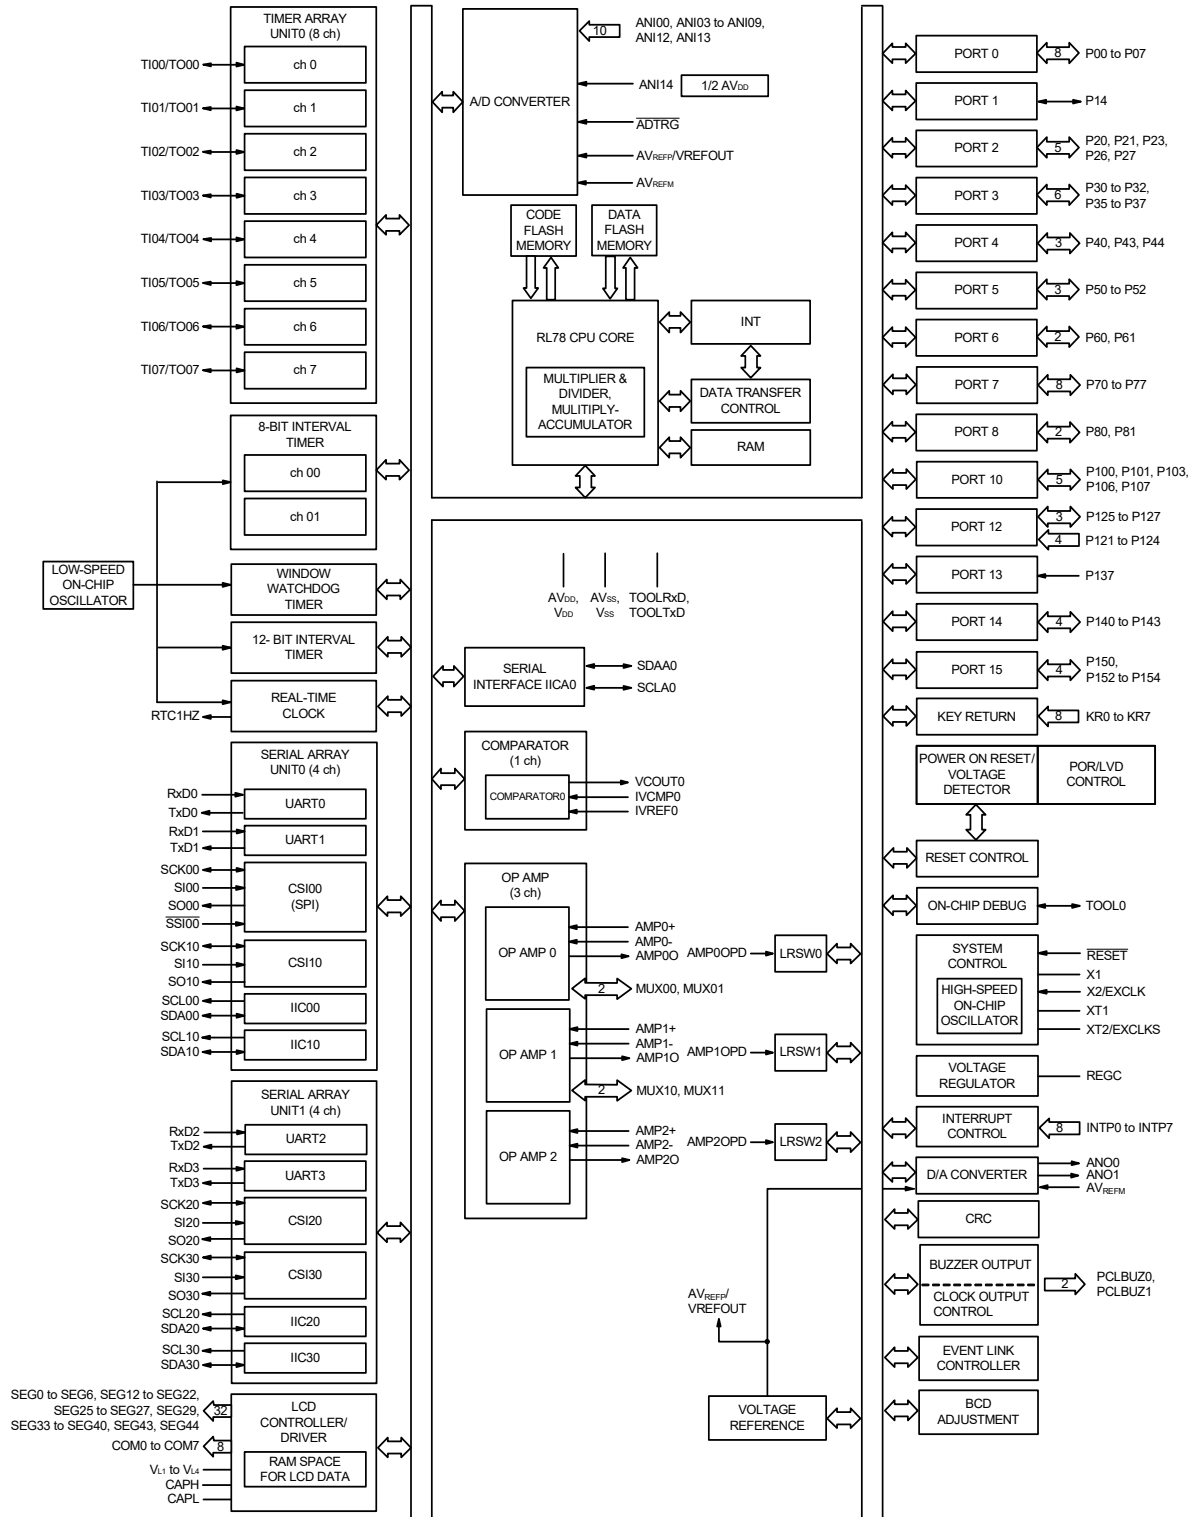 TIMER ARRAY
UNIT0 (8 ch)
TI00/TO00
ch 0
TI01/TO01
ch 1
TI02/TO02
ch 2
TI03/TO03
ch 3
TI04/TO04
ch 4
TI05/TO05
ch 5
TI06/TO06
ch 6
TI07/TO07
ch 7
8-BIT INTERVAL
TIMER
ch 00
ch 01
LOW-SPEED
ON-CHIP
OSCILLATOR
WINDOW
WATCHDOG
TIMER
12- BIT INTERVAL
TIMER
REAL-TIME
CLOCK
RTC1HZ
SERIAL ARRAY
UNIT0 (4 ch)
RxD0
TxD0
UART0
RxD1
TxD1
UART1
SCK00
SI00
SO00
SSI00
CSI00
(SPI)
SCK10
SI10
SO10
CSI10
SCL00
SDA00
IIC00
SCL10
SDA10
IIC10
SERIAL ARRAY
UNIT1 (4 ch)
RxD2
TxD2
UART2
RxD3
TxD3
UART3
SCK20
SI20
SO20
CSI20
SCK30
SI30
SO30
CSI30
SCL20
SDA20
IIC20
SCL30
SDA30
IIC30
SEG0 to SEG6, SEG12 to SEG22,
SEG25 to SEG27, SEG29,
SEG33 to SEG40, SEG43, SEG44
32
COM0 to COM7
8
VL1 to VL4
CAPH
CAPL
LCD
CONTROLLER/
DRIVER
RAM SPACE
FOR LCD DATA
A/D CONVERTER
10
ANI00, ANI03 to ANI09,
ANI12, ANI13
ANI14
1/2 AVDD
ADTRG
AVREFP/VREFOUT
AVREFM
CODE
FLASH
MEMORY
DATA
FLASH
MEMORY
RL78 CPU CORE
MULTIPLIER &
DIVIDER,
MULITIPLY-
ACCUMULATOR
INT
DATA TRANSFER
CONTROL
RAM
AVDD,
VDD
AVSS,
VSS
TOOLRxD,
TOOLTxD
SERIAL
INTERFACE IICA0
SDAA0
SCLA0
COMPARATOR
(1 ch)
COMPARATOR0
VCOUT0
IVCMP0
IVREF0
OP AMP
(3 ch)
OP AMP 0
AMP0+
AMP0-
AMP0O
AMP0OPD
LRSW0
2
MUX00, MUX01
OP AMP 1
AMP1+
AMP1-
AMP1O
AMP1OPD
LRSW1
2
MUX10, MUX11
OP AMP 2
AMP2+
AMP2-
AMP2O
AMP2OPD
LRSW2
AVREFP/
VREFOUT
VOLTAGE
REFERENCE
PORT 0
8
P00 to P07
PORT 1
P14
PORT 2
5
P20, P21, P23,
P26, P27
PORT 3
6
P30 to P32,
P35 to P37
PORT 4
3
P40, P43, P44
PORT 5
3
P50 to P52
PORT 6
2
P60, P61
PORT 7
8
P70 to P77
PORT 8
2
P80, P81
PORT 10
5
P100, P101, P103,
P106, P107
PORT 12
3
P125 to P127
4
P121 to P124
PORT 13
P137
PORT 14
4
P140 to P143
PORT 15
4
P150,
P152 to P154
KEY RETURN
8
KR0 to KR7
POWER ON RESET/
VOLTAGE
DETECTOR
POR/LVD
CONTROL
RESET CONTROL
ON-CHIP DEBUG
TOOL0
SYSTEM
CONTROL
HIGH-SPEED
ON-CHIP
OSCILLATOR
RESET
X1
X2/EXCLK
XT1
XT2/EXCLKS
VOLTAGE
REGULATOR
REGC
INTERRUPT
CONTROL
8
INTP0 to INTP7
D/A CONVERTER
ANO0
ANO1
AVREFM
CRC
BUZZER OUTPUT
CLOCK OUTPUT
CONTROL
2
PCLBUZ0,
PCLBUZ1
EVENT LINK
CONTROLLER
BCD
ADJUSTMENT